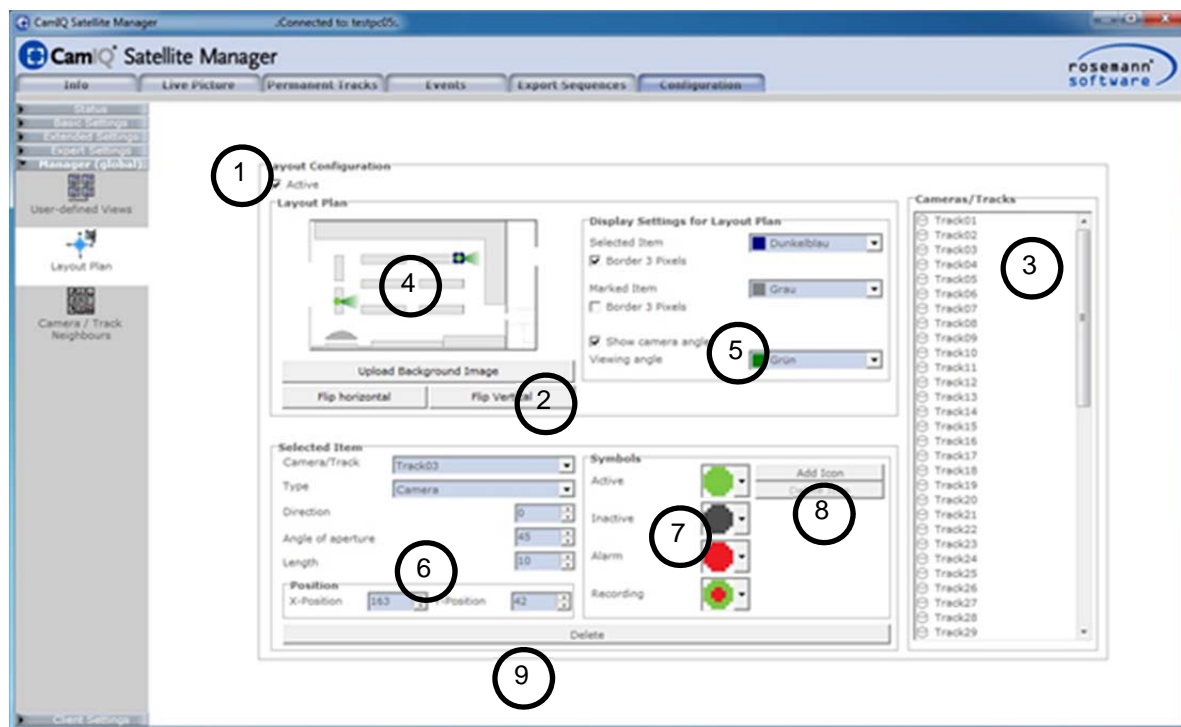 CamIQ Satellite Manager .:Connected to: testpc05:.
CamIQ° Satellite Manager
rosemann°
software
Info Live Picture Permanent Tracks Events Export Sequences Configuration
Status
Basic Settings
Extended Settings
Expert Settings
Manager (global)
User-defined Views
Layout Plan
Camera / Track
Neighbours
Client Settings
1
Layout Configuration
Active
Layout Plan
4
Upload Background Image
Flip horizontal Flip Vertical
2
Display Settings for Layout Plan
Selected Item Dunkelblau
Border 3 Pixels
Marked Item Grau
Border 3 Pixels
Show camera angle
Viewing angle Grün
5
Selected Item
Camera/Track Track03
Type Camera
Direction 0
Angle of aperture 45
Length 10
6
Position
X-Position 163 Y-Position 42
Symbols
Active
Inactive
Alarm
Recording
7
Add Icon
8
Delete
9
Cameras/Tracks
3
Track01
Track02
Track03
Track04
Track05
Track06
Track07
Track08
Track09
Track10
Track11
Track12
Track13
Track14
Track15
Track16
Track17
Track18
Track19
Track20
Track21
Track22
Track23
Track24
Track25
Track26
Track27
Track28
Track29